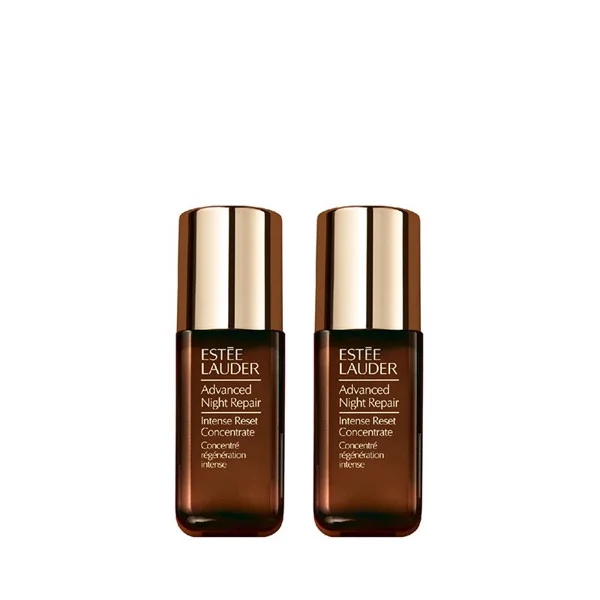 ESTĒE
LAUDER
Advanced
Night Repair
Intense Reset
Concentrate
Concentré
régénération
intense
ESTĒE
LAUDER
Advanced
Night Repair
Intense Reset
Concentrate
Concentré
régénération
intense